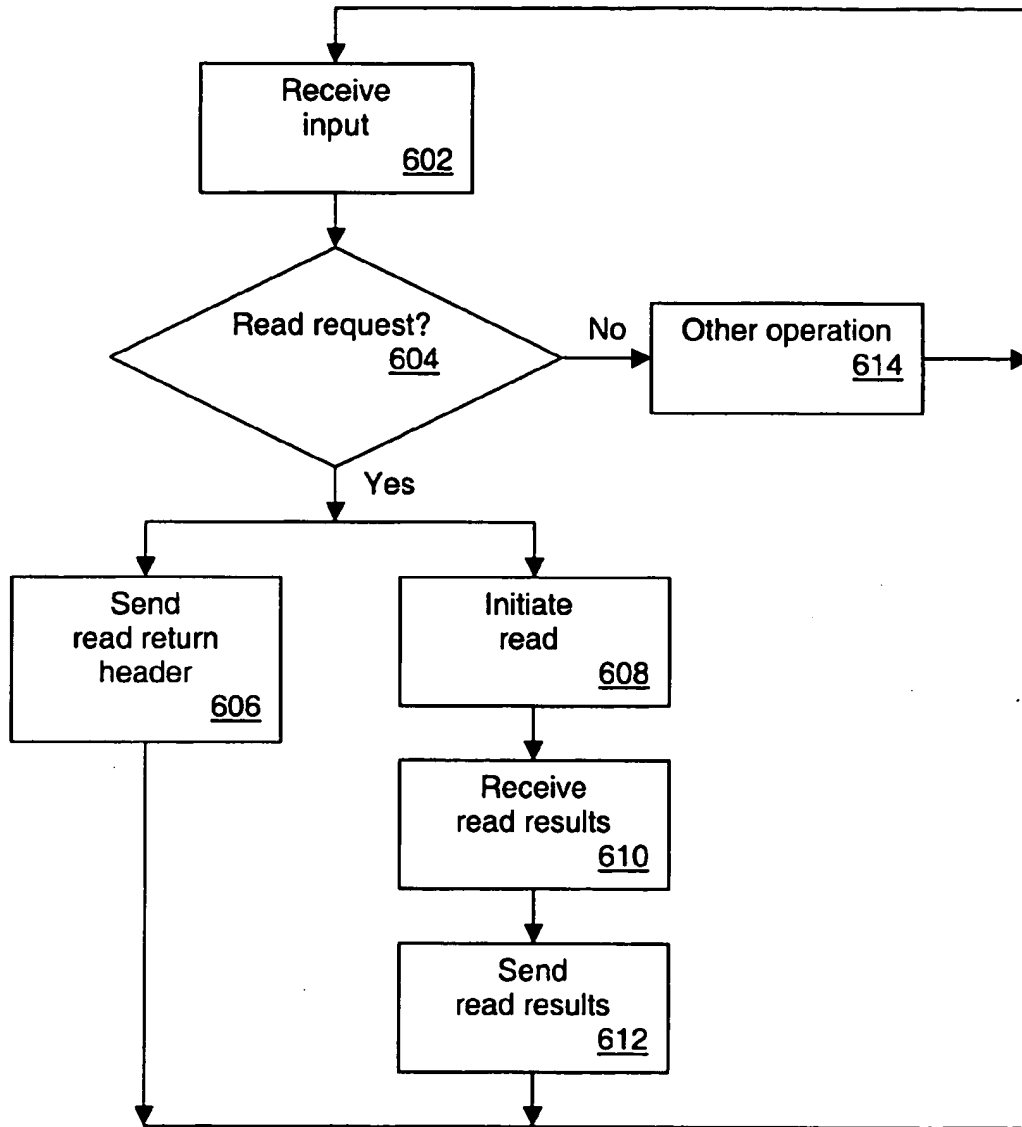 Receive
input
602
Read request?
604
No
Other operation
614
Yes
Send
read return
header
606
Initiate
read
608
Receive
read results
610
Send
read results
612